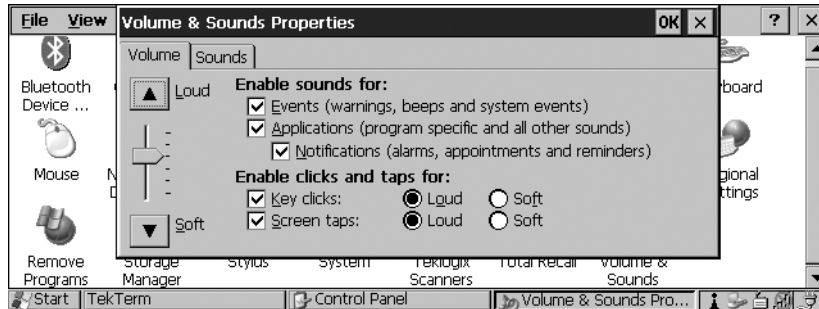 File View Volume & Sounds Properties OK × ? ×
Volume Sounds
Loud Enable sounds for:
Bluetooth Events (warnings, beeps and system events)
Device ... Applications (program specific and all other sounds)
Notifications (alarms, appointments and reminders)
Mouse Enable clicks and taps for:
Key clicks: Loud Soft
Soft Screen taps: Loud Soft
Remove Storage Stylus System Teklogix Total Recall Volume &
Programs Manager Scanners Sounds
Start TekTerm Control Panel Volume & Sounds Pro...